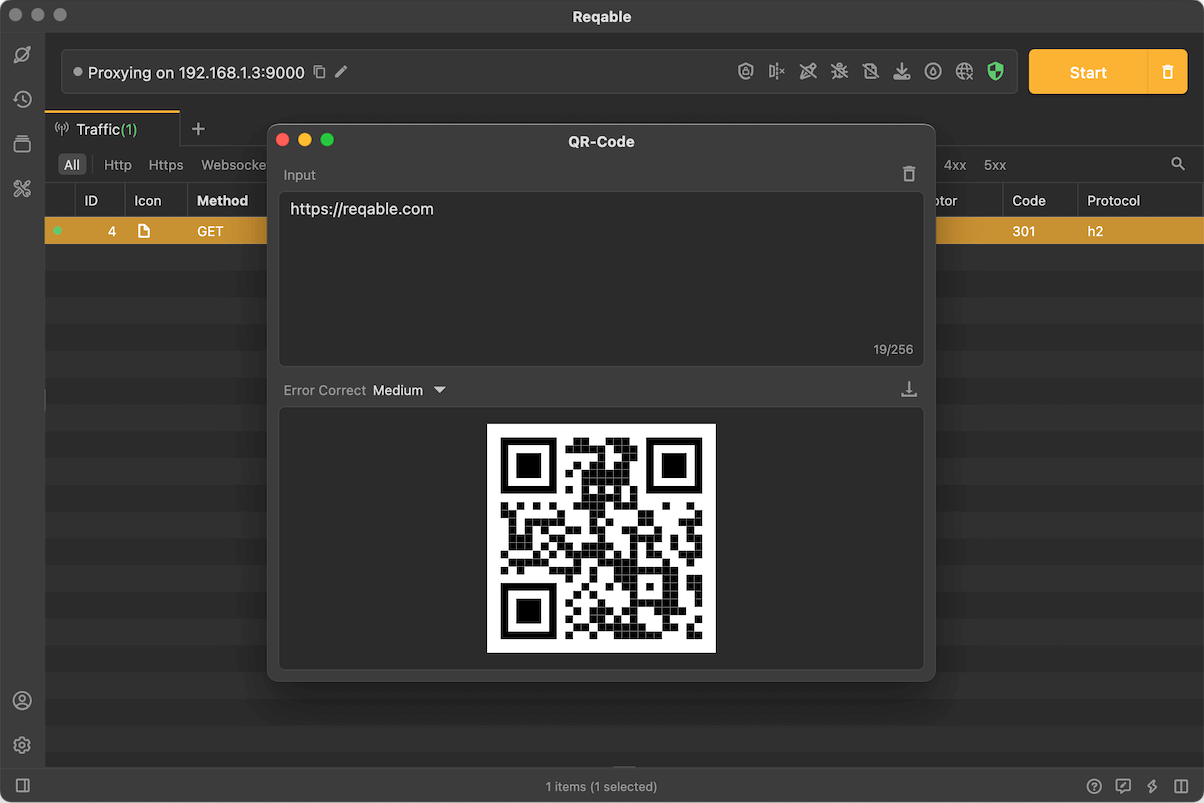 Reqable
Proxying on 192.168.1.3:9000
Start
Traffic(1)
QR-Code
All Http Https Websocke 4xx 5xx
Input
ID Icon Method ptor Code Protocol
https://reqable.com
4 GET 301 h2
19/256
Error Correct Medium
1 items (1 selected)